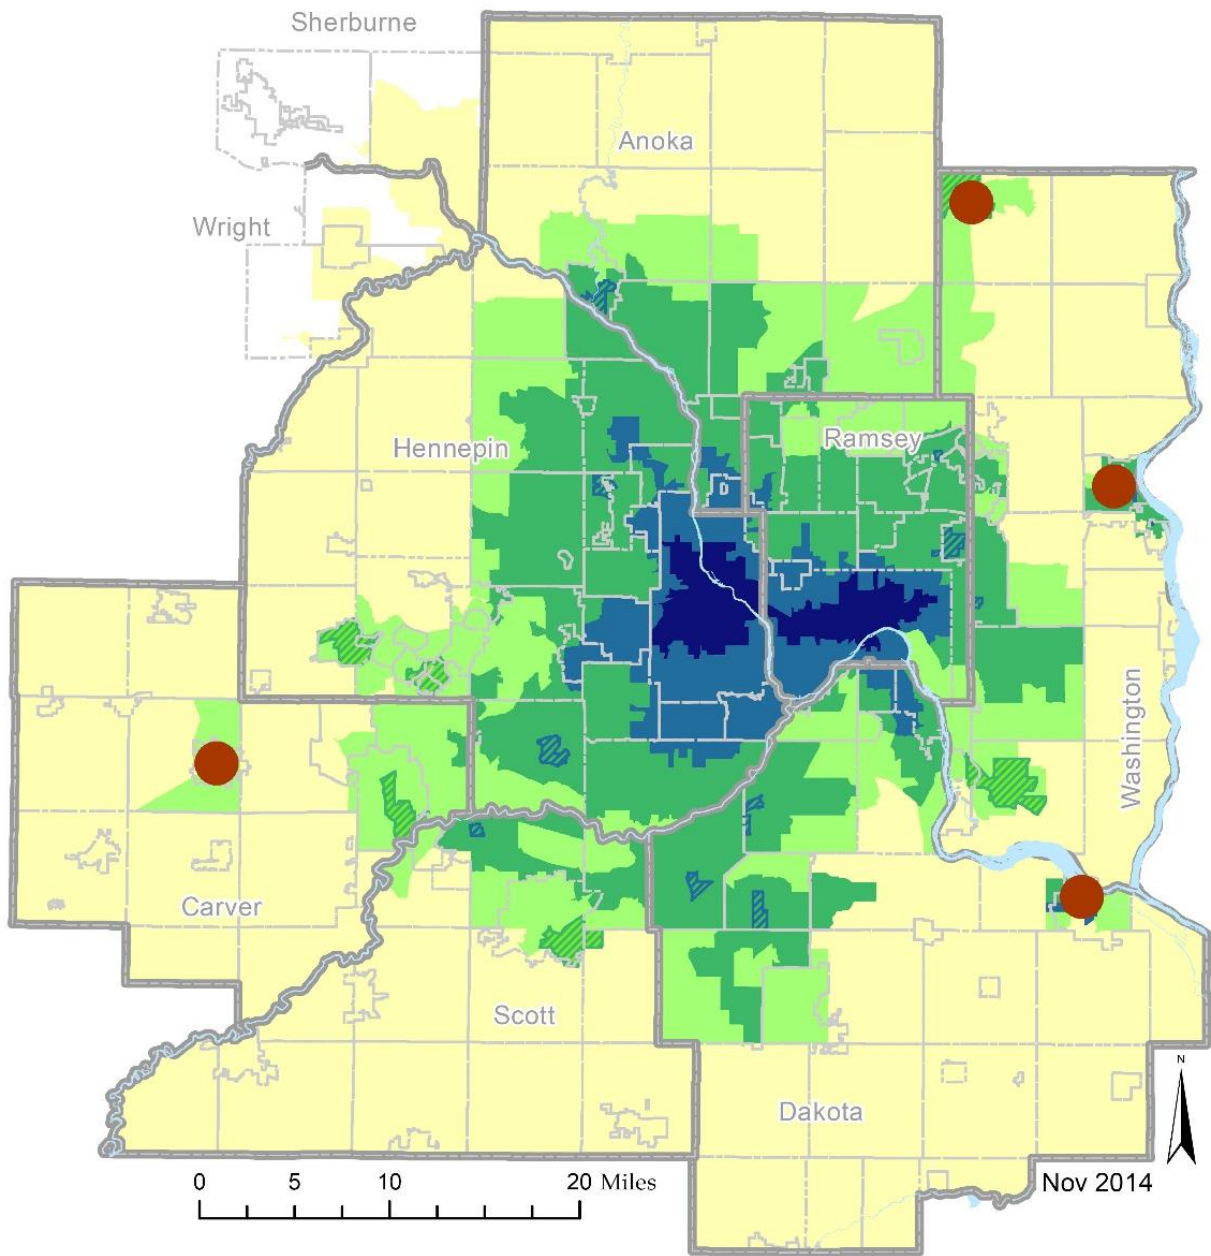 Sherburne
Anoka
Wright
Ramsey
Hennepin
Washington
Carver
Scott
Dakota
N
0 5 10 20 Miles
Nov 2014